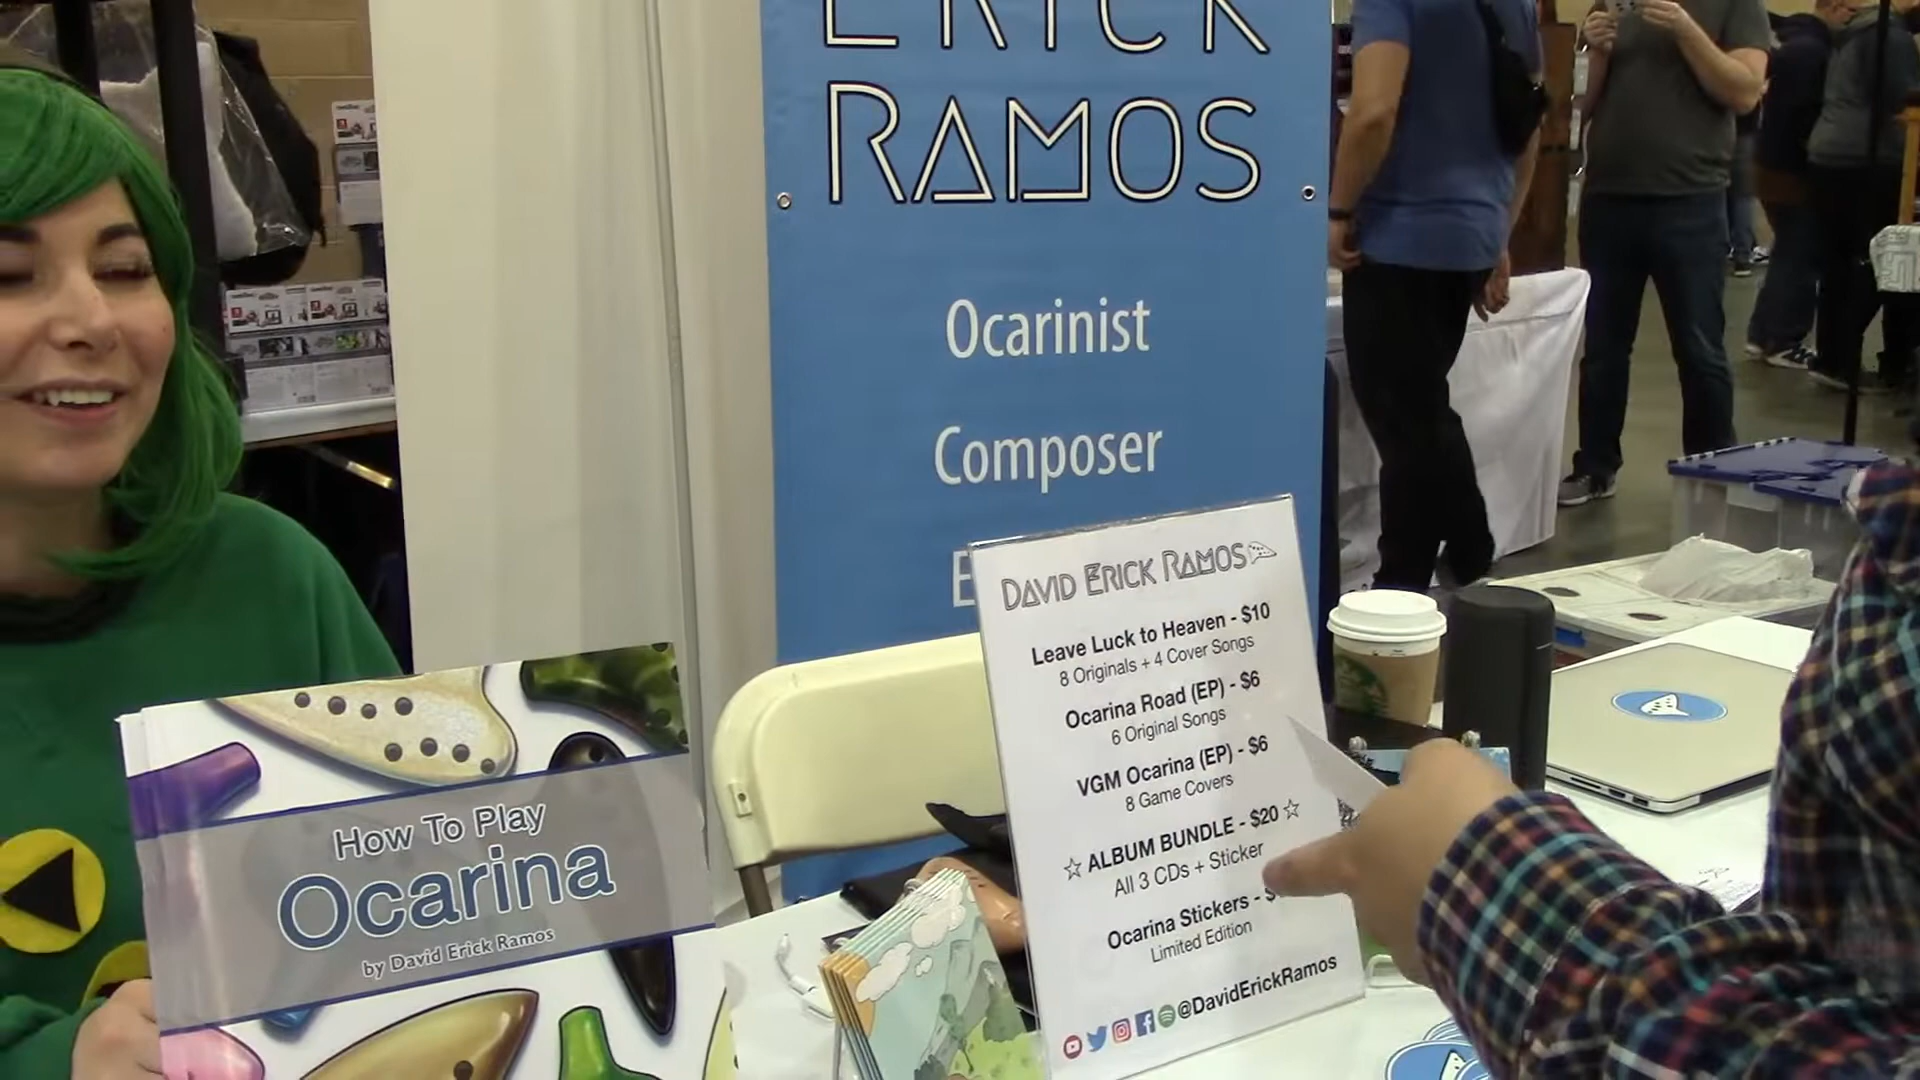 ERICK
RAMOS
Ocarinist
Composer
E
DAVID ERICK RAMOS
Leave Luck to Heaven - $10
8 Originals + 4 Cover Songs
Ocarina Road (EP) - $6
6 Original Songs
VGM Ocarina (EP) - $6
8 Game Covers
☆ ALBUM BUNDLE - $20 ☆
All 3 CDs + Sticker
Ocarina Stickers - $
Limited Edition
@DavidErickRamos
How To Play
Ocarina
by David Erick Ramos